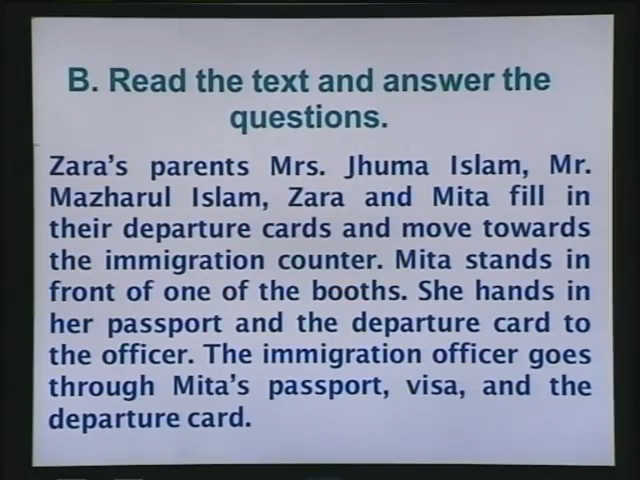 B. Read the text and answer the
questions.
Zara's parents Mrs. Jhuma Islam, Mr.
Mazharul Islam, Zara and Mita fill in
their departure cards and move towards
the immigration counter. Mita stands in
front of one of the booths. She hands in
her passport and the departure card to
the officer. The immigration officer goes
through Mita's passport, visa, and the
departure card.